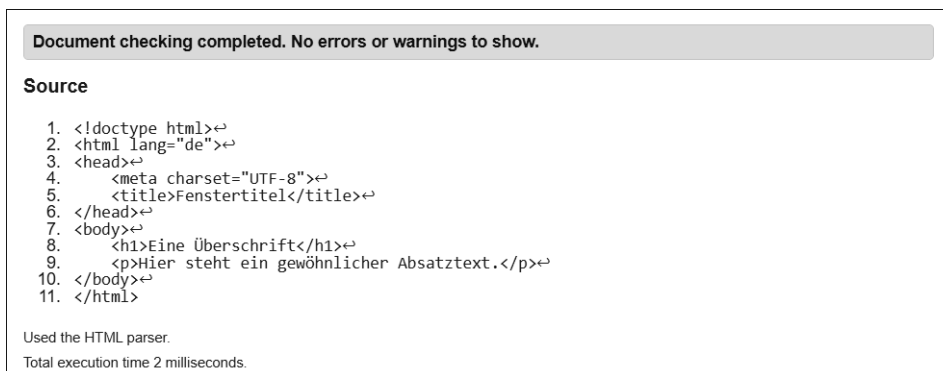 Document checking completed. No errors or warnings to show.
Source
1. <!doctype html>↩
2. <html lang="de">↩
3. <head>↩
4.     <meta charset="UTF-8">↩
5.     <title>Fenstertitel</title>↩
6. </head>↩
7. <body>↩
8.     <h1>Eine Überschrift</h1>↩
9.     <p>Hier steht ein gewöhnlicher Absatztext.</p>↩
10. </body>↩
11. </html>
Used the HTML parser.
Total execution time 2 milliseconds.